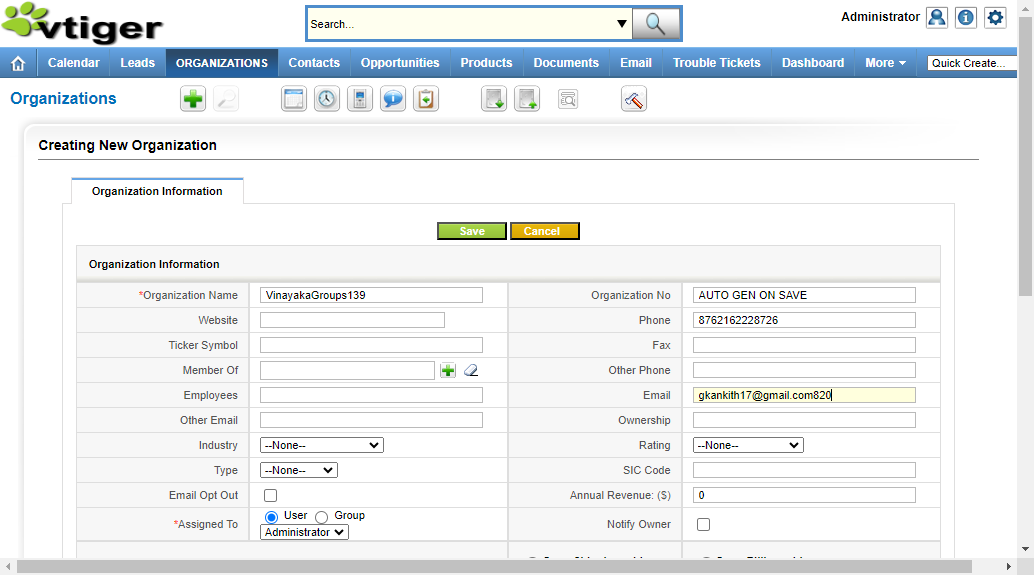 vtiger
Search...
Administrator
Calendar Leads ORGANIZATIONS Contacts Opportunities Products Documents Email Trouble Tickets Dashboard More Quick Create...
Organizations
Creating New Organization
Organization Information
Save Cancel
Organization Information
*Organization Name VinayakaGroups139 Organization No AUTO GEN ON SAVE
Website Phone 8762162228726
Ticker Symbol Fax
Member Of Other Phone
Employees Email gkankith17@gmail.com820
Other Email Ownership
Industry --None-- Rating --None--
Type --None-- SIC Code
Email Opt Out Annual Revenue: ($) 0
*Assigned To User Group Notify Owner
Administrator